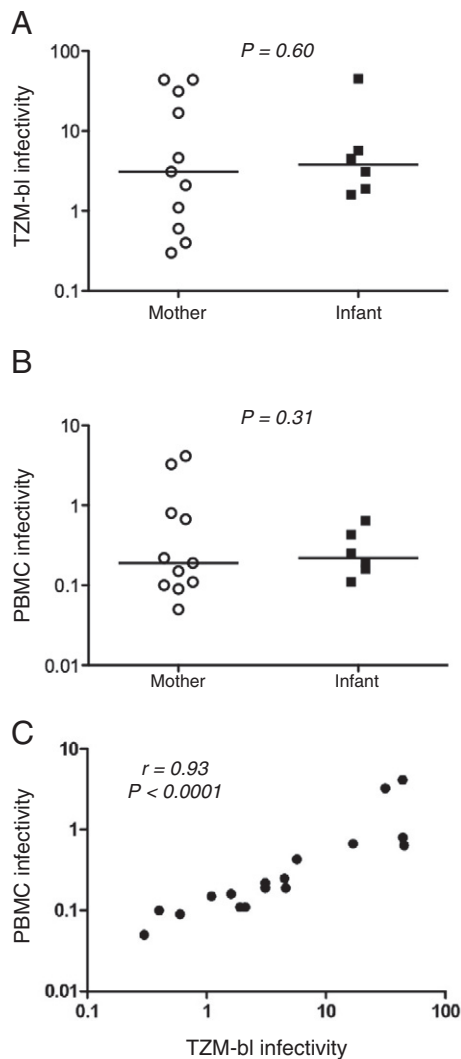 A
P = 0.60
TZM-bl infectivity
100
10
1
0.1
Mother Infant
B
P = 0.31
PBMC infectivity
10
1
0.1
0.01
Mother Infant
C
r = 0.93
P < 0.0001
PBMC infectivity
10
1
0.1
0.01
0.1 1 10 100
TZM-bl infectivity